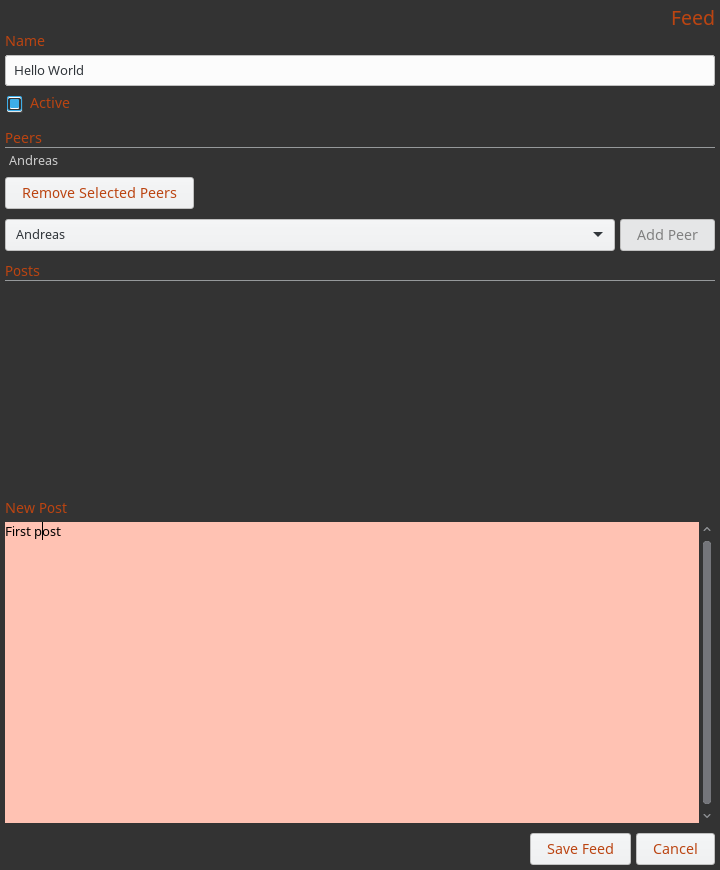 Feed
Name
Hello World
Active
Peers
Andreas
Remove Selected Peers
Andreas
Add Peer
Posts
New Post
First post
Save Feed
Cancel